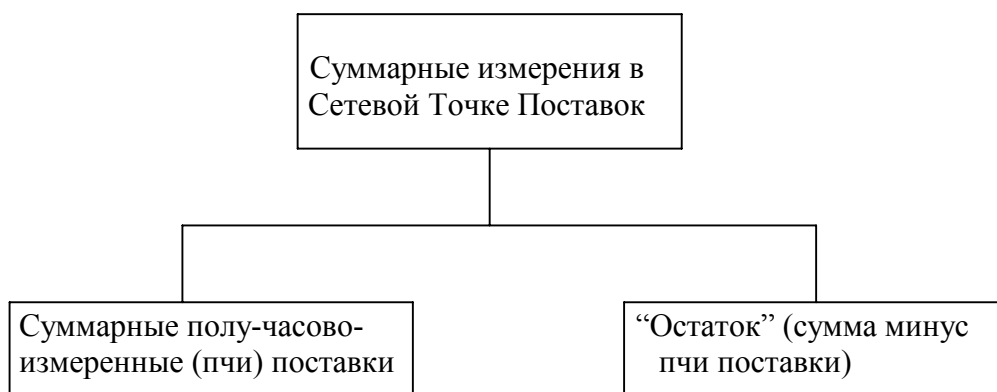 Суммарные измерения в
Сетевой Точке Поставок
Суммарные полу-часово-
измеренные (пчи) поставки
“Остаток” (сумма минус
пчи поставки)